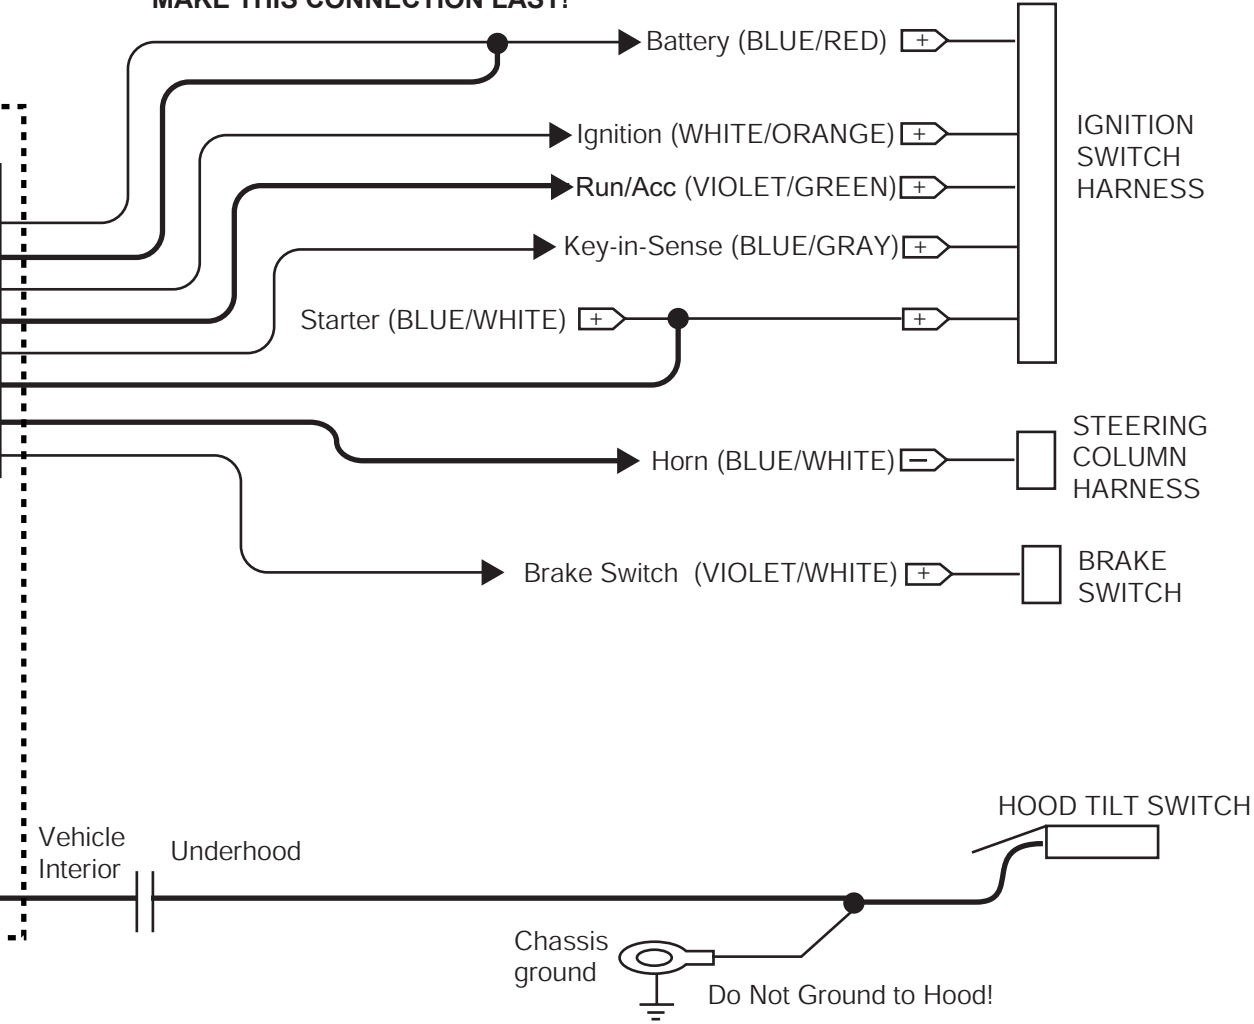 MAKE THIS CONNECTION LAST!
Battery (BLUE/RED) +
Ignition (WHITE/ORANGE) +
IGNITION
SWITCH
HARNESS
Run/Acc (VIOLET/GREEN) +
Key-in-Sense (BLUE/GRAY) +
Starter (BLUE/WHITE) + +
Horn (BLUE/WHITE) −
STEERING
COLUMN
HARNESS
Brake Switch (VIOLET/WHITE) +
BRAKE
SWITCH
HOOD TILT SWITCH
Vehicle
Interior
Underhood
Chassis
ground
Do Not Ground to Hood!